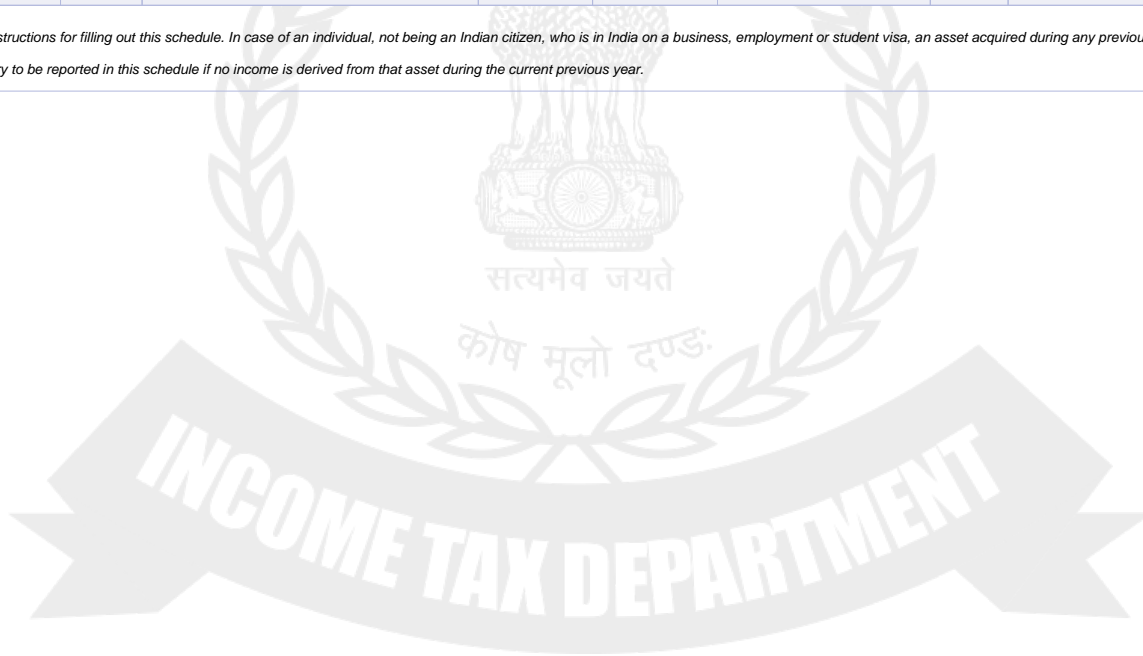 structions for filling out this schedule. In case of an individual, not being an Indian citizen, who is in India on a business, employment or student visa, an asset acquired during any previou
y to be reported in this schedule if no income is derived from that asset during the current previous year.
सत्यमेव जयते
कोष मूलो दण्डः
INCOME TAX DEPARTMENT